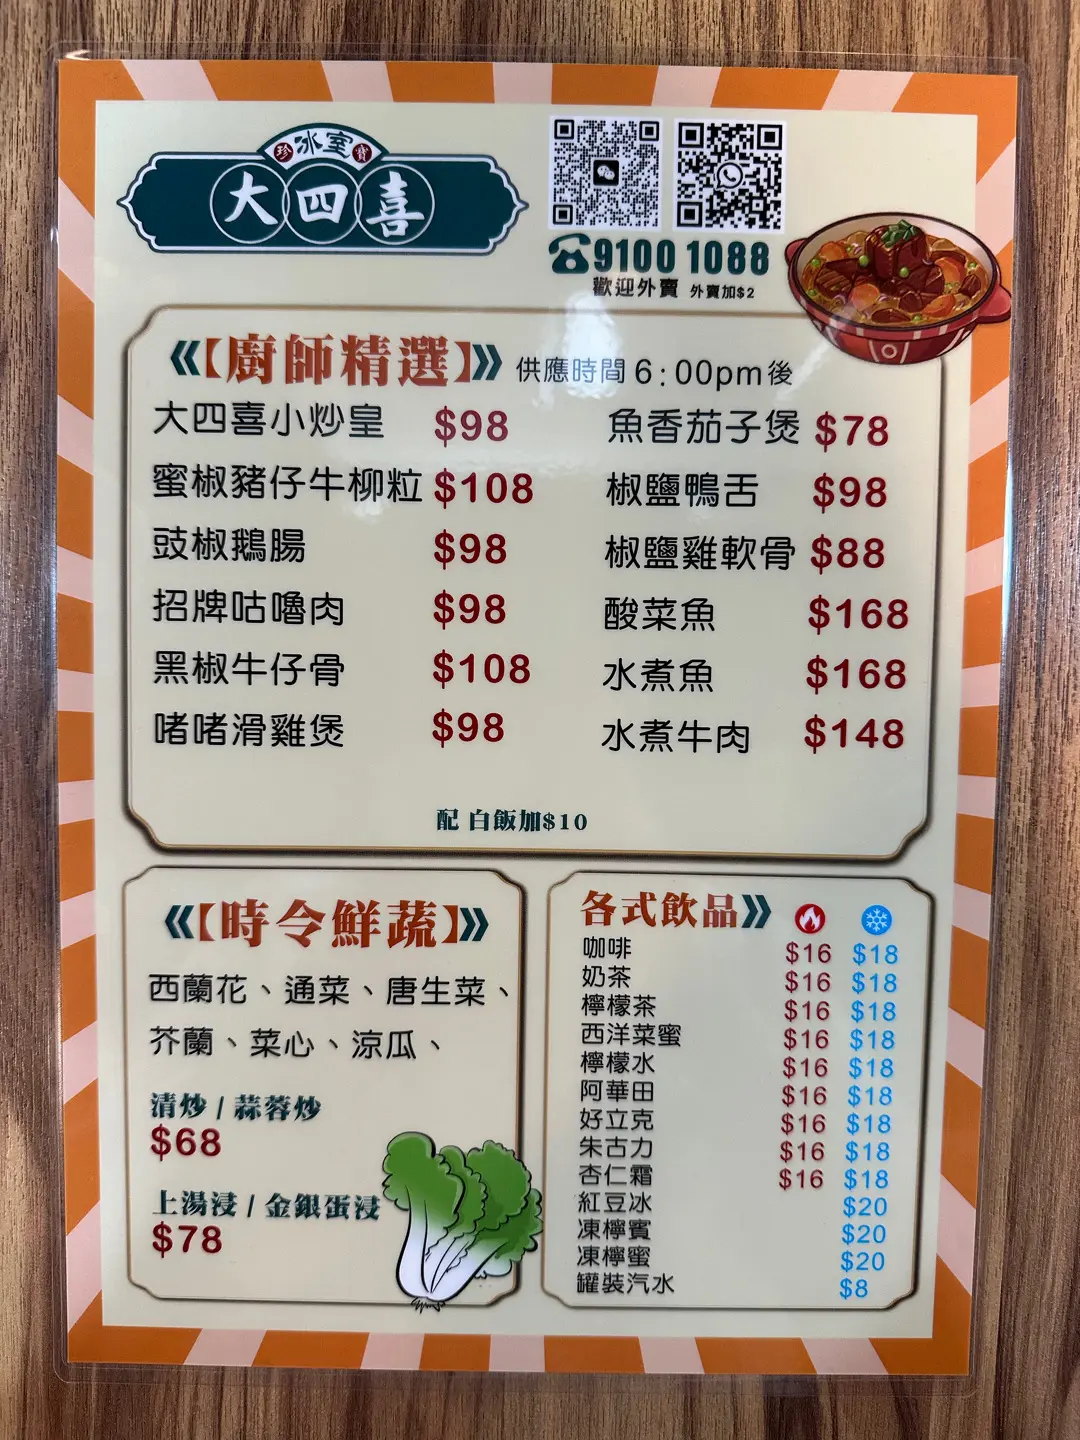 珍 冰室 寶
大四喜
☎9100 1088
歡迎外賣 外賣加$2
《【廚師精選】》 供應時間 6:00pm後
大四喜小炒皇 $98
蜜椒豬仔牛柳粒 $108
豉椒鵝腸 $98
招牌咕嚕肉 $98
黑椒牛仔骨 $108
啫啫滑雞煲 $98
魚香茄子煲 $78
椒鹽鴨舌 $98
椒鹽雞軟骨 $88
酸菜魚 $168
水煮魚 $168
水煮牛肉 $148
配 白飯加$10
《【時令鮮蔬】》
西蘭花、通菜、唐生菜、
芥蘭、菜心、涼瓜、
清炒 / 蒜蓉炒
$68
上湯浸 / 金銀蛋浸
$78
各式飲品》
咖啡 $16 $18
奶茶 $16 $18
檸檬茶 $16 $18
西洋菜蜜 $16 $18
檸檬水 $16 $18
阿華田 $16 $18
好立克 $16 $18
朱古力 $16 $18
杏仁霜 $16 $18
紅豆冰 $20
凍檸賓 $20
凍檸蜜 $20
罐裝汽水 $8